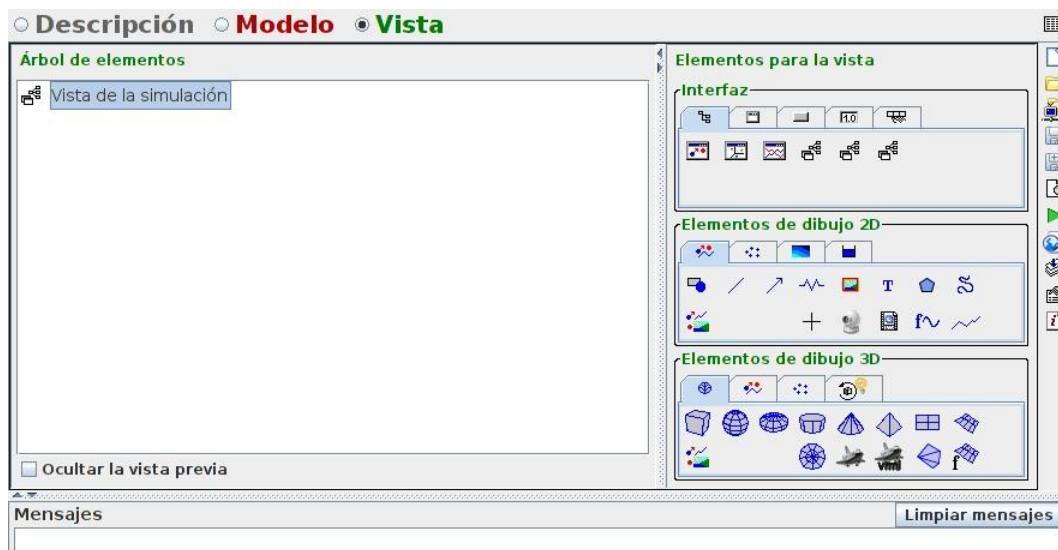 Descripción Modelo Vista
Árbol de elementos
Vista de la simulación
Ocultar la vista previa
Elementos para la vista
Interfaz
1.0
Elementos de dibujo 2D
T
f
Elementos de dibujo 3D
vrml
f
i
Mensajes
Limpiar mensajes